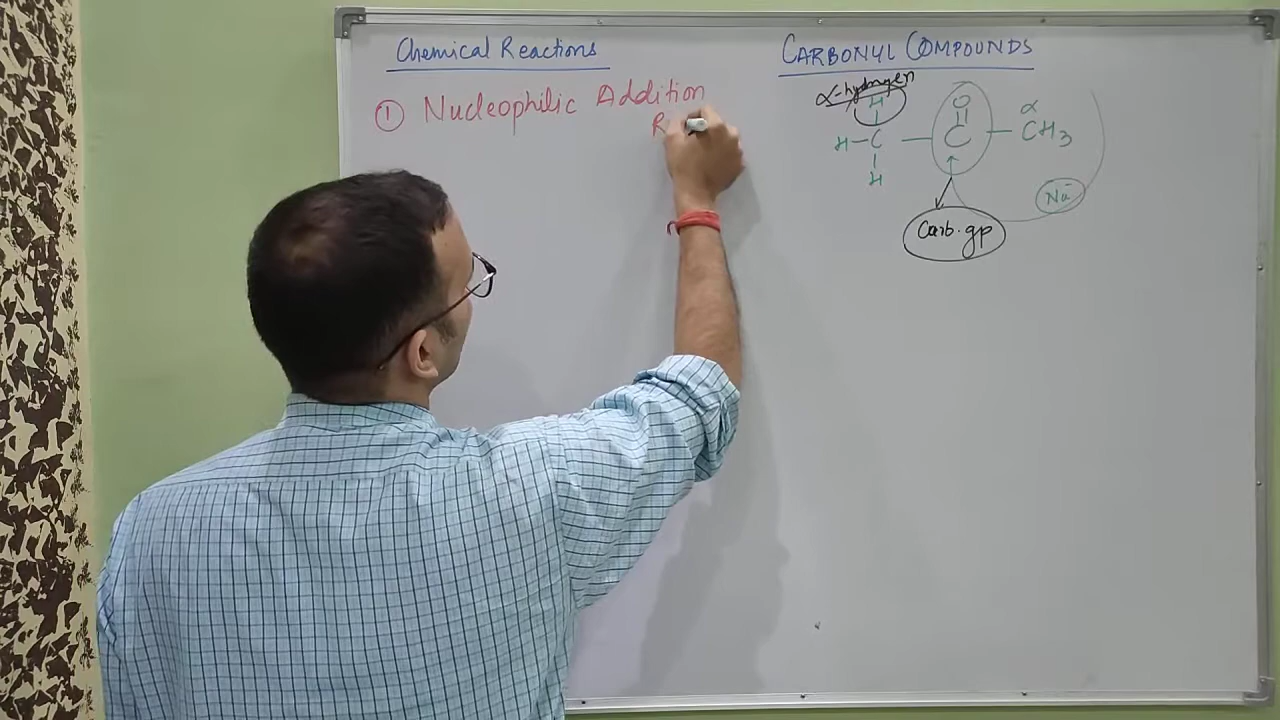 Chemical Reactions
① Nucleophilic Addition
R
CARBONYL COMPOUNDS
α-hydrogen
H O α
H-C-C-CH3
H
Nu-
Carb. gp